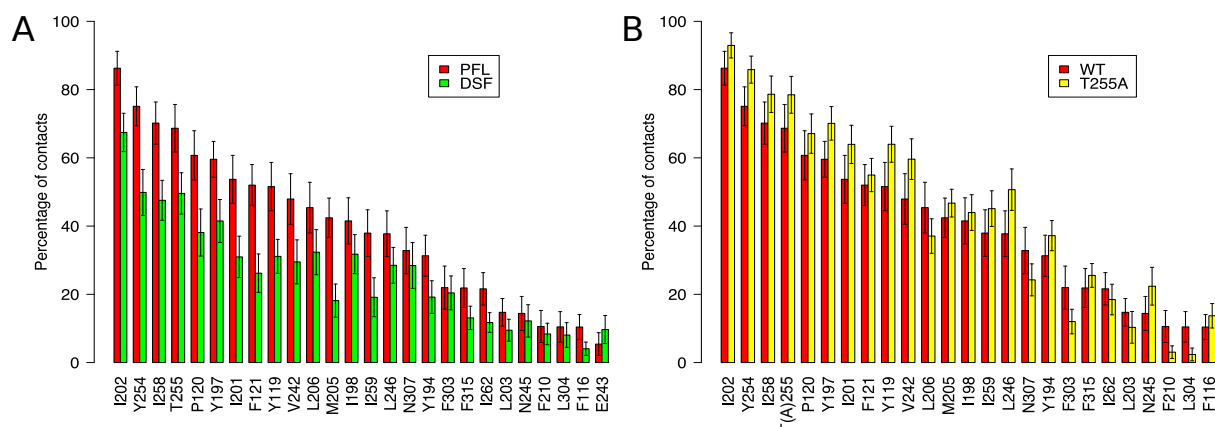 A
100
80
60
40
20
0
Percentage of contacts
PFL
DSF
I202
Y254
I258
T255
P120
Y197
I201
F121
Y119
V242
L206
M205
I198
I259
L246
N307
Y194
F303
F315
I262
L203
N245
F210
L304
F116
E243
B
100
80
60
40
20
0
Percentage of contacts
WT
T255A
I202
Y254
I258
T(A)255
P120
Y197
I201
F121
Y119
V242
L206
M205
I198
I259
L246
N307
Y194
F303
F315
I262
L203
N245
F210
L304
F116